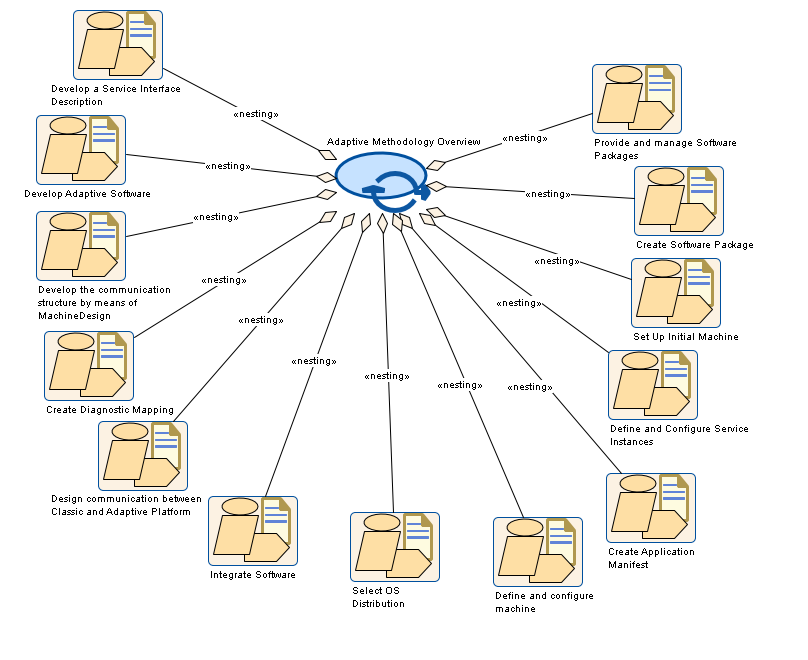 Develop a Service Interface
Description
«nesting»
Adaptive Methodology Overview
«nesting»
Provide and manage Software
Packages
Develop Adaptive Software
«nesting»
«nesting»
Create Software Package
«nesting»
Develop the communication
structure by means of
MachineDesign
«nesting»
«nesting»
Set Up Initial Machine
«nesting»
Create Diagnostic Mapping
«nesting»
«nesting»
Define and Configure Service
Instances
«nesting»
«nesting»
«nesting»
«nesting»
Design communication between
Classic and Adaptive Platform
Integrate Software
Select OS
Distribution
Define and configure
machine
Create Application
Manifest